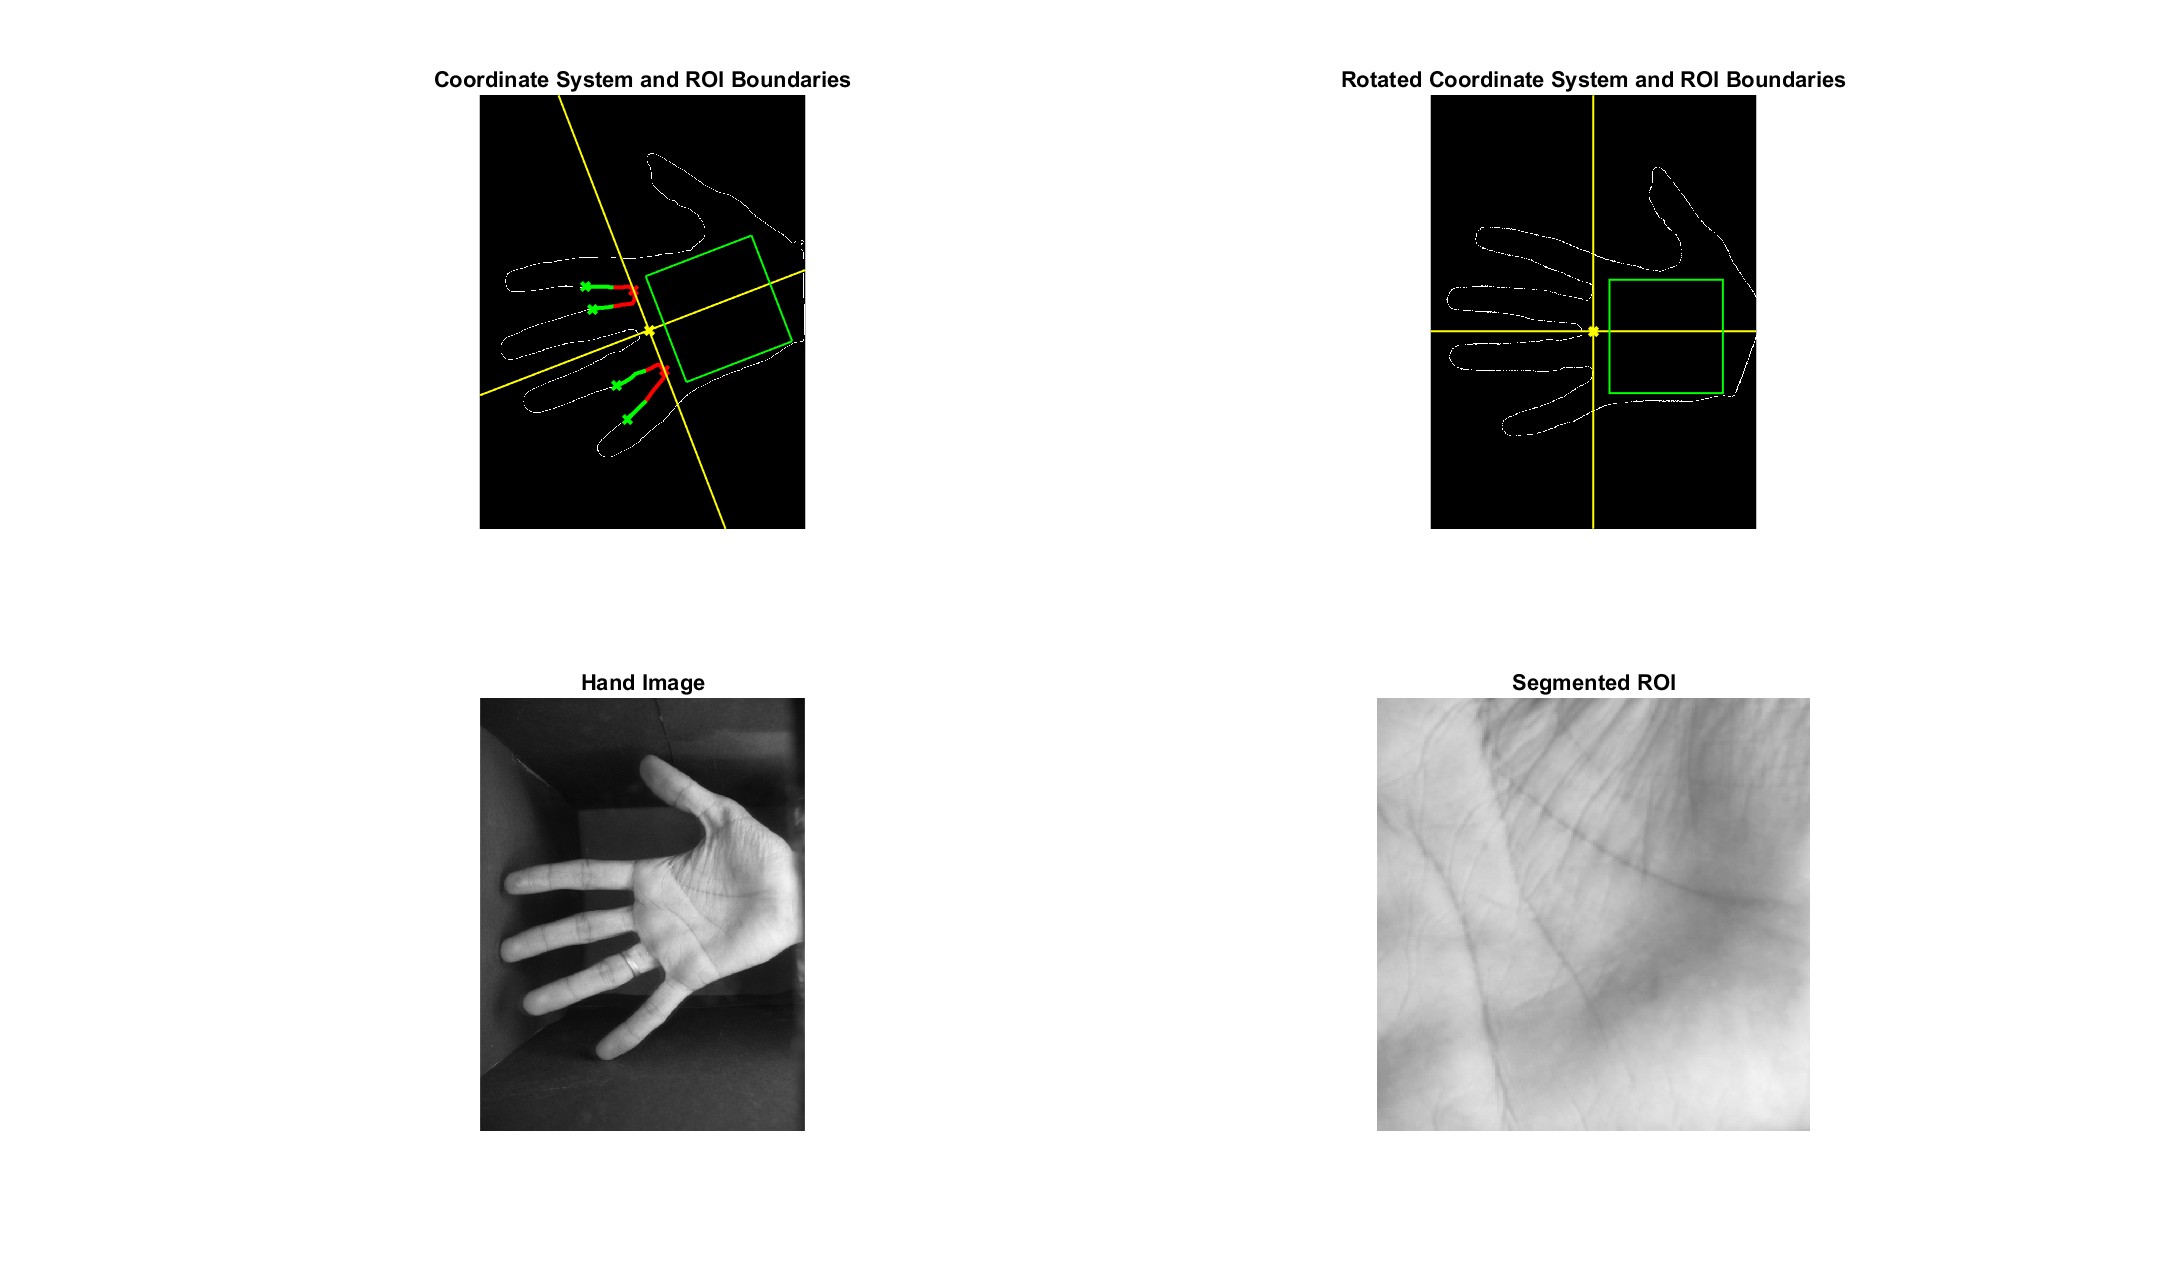 Coordinate System and ROI Boundaries
Rotated Coordinate System and ROI Boundaries
Hand Image
Segmented ROI